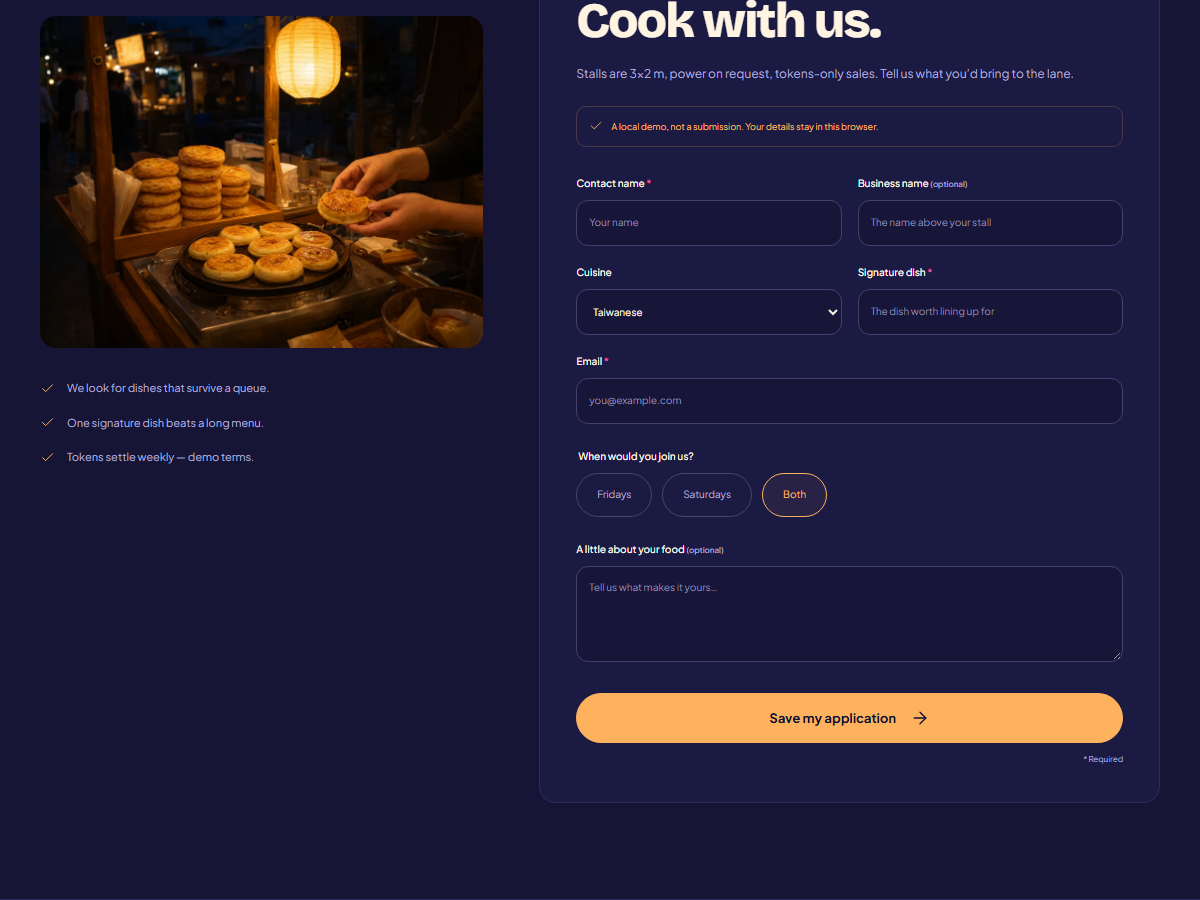 Cook with us.
Stalls are 3×2 m, power on request, tokens-only sales. Tell us what you’d bring to the lane.
A local demo, not a submission. Your details stay in this browser.
Contact name *
Business name (optional)
Your name
The name above your stall
Cuisine
Signature dish *
Taiwanese
The dish worth lining up for
Email *
you@example.com
When would you join us?
Fridays
Saturdays
Both
A little about your food (optional)
Tell us what makes it yours…
Save my application
* Required
We look for dishes that survive a queue.
One signature dish beats a long menu.
Tokens settle weekly — demo terms.